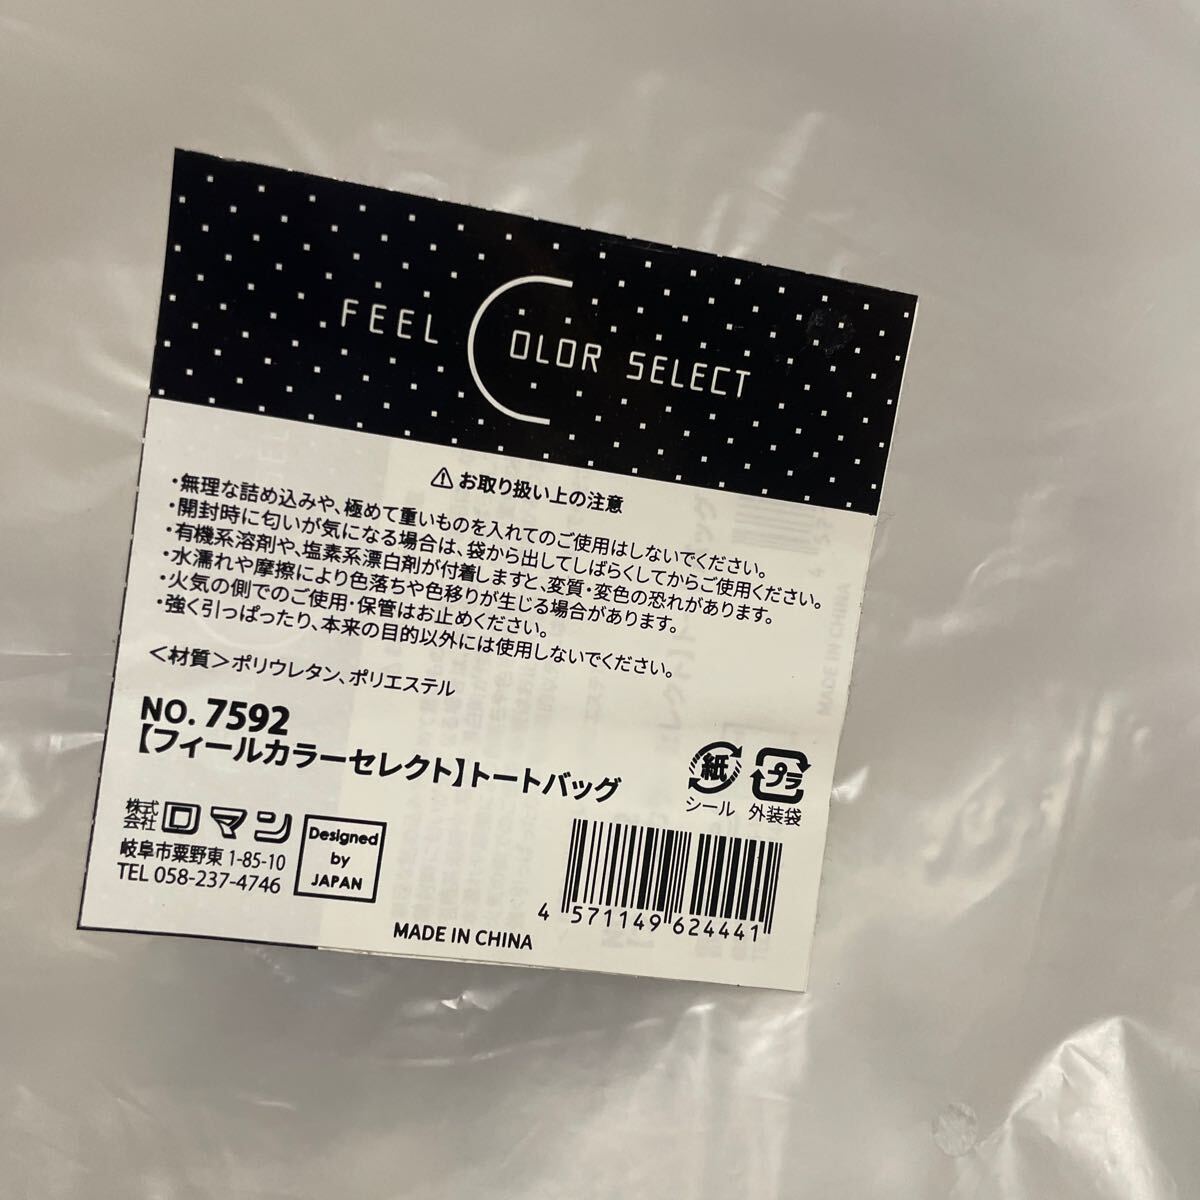 FEEL COLOR SELECT
⚠お取り扱い上の注意
・無理な詰め込みや、極めて重いものを入れてのご使用はしないでください。
・開封時に匂いが気になる場合は、袋から出してしばらくしてからご使用ください。
・有機系溶剤や、塩素系漂白剤が付着しますと、変質・変色の恐れがあります。
・水濡れや摩擦により色落ちや色移りが生じる場合があります。
・火気の側でのご使用・保管はお止めください。
・強く引っぱったり、本来の目的以外には使用しないでください。
＜材質＞ポリウレタン、ポリエステル
NO. 7592
【フィールカラーセレクト】トートバッグ
紙
シール
プラ
外装袋
株式会社ロマン
岐阜市粟野東1-85-10
TEL 058-237-4746
Designed
by
JAPAN
MADE IN CHINA
4 571149 624441